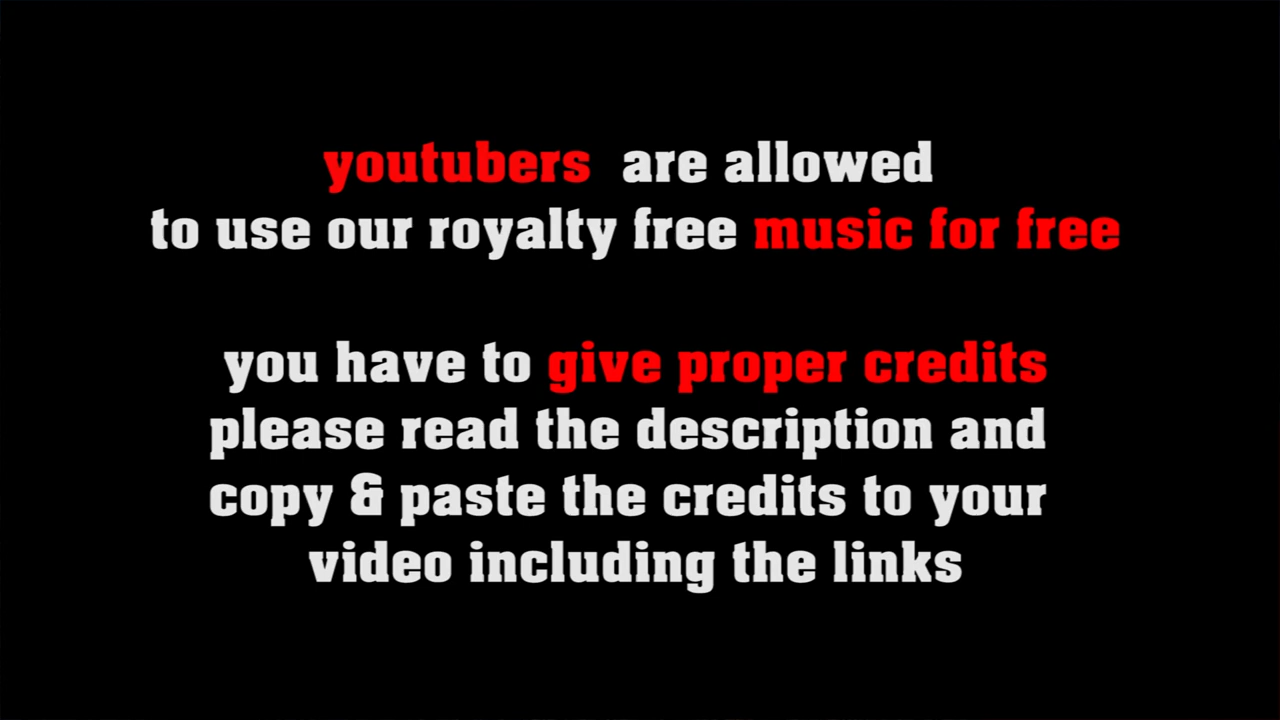 youtubers are allowed
to use our royalty free music for free
you have to give proper credits
please read the description and
copy & paste the credits to your
video including the links